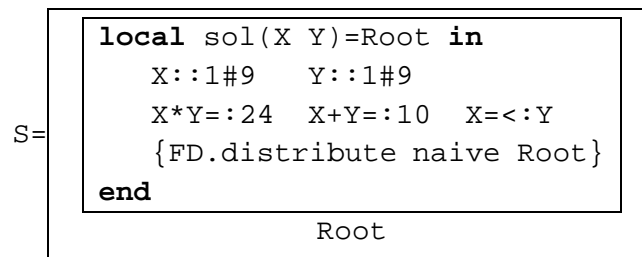 local sol(X Y)=Root in
X::1#9 Y::1#9
X*Y=:24 X+Y=:10 X=<:Y
S=
{FD.distribute naive Root}
end
Root